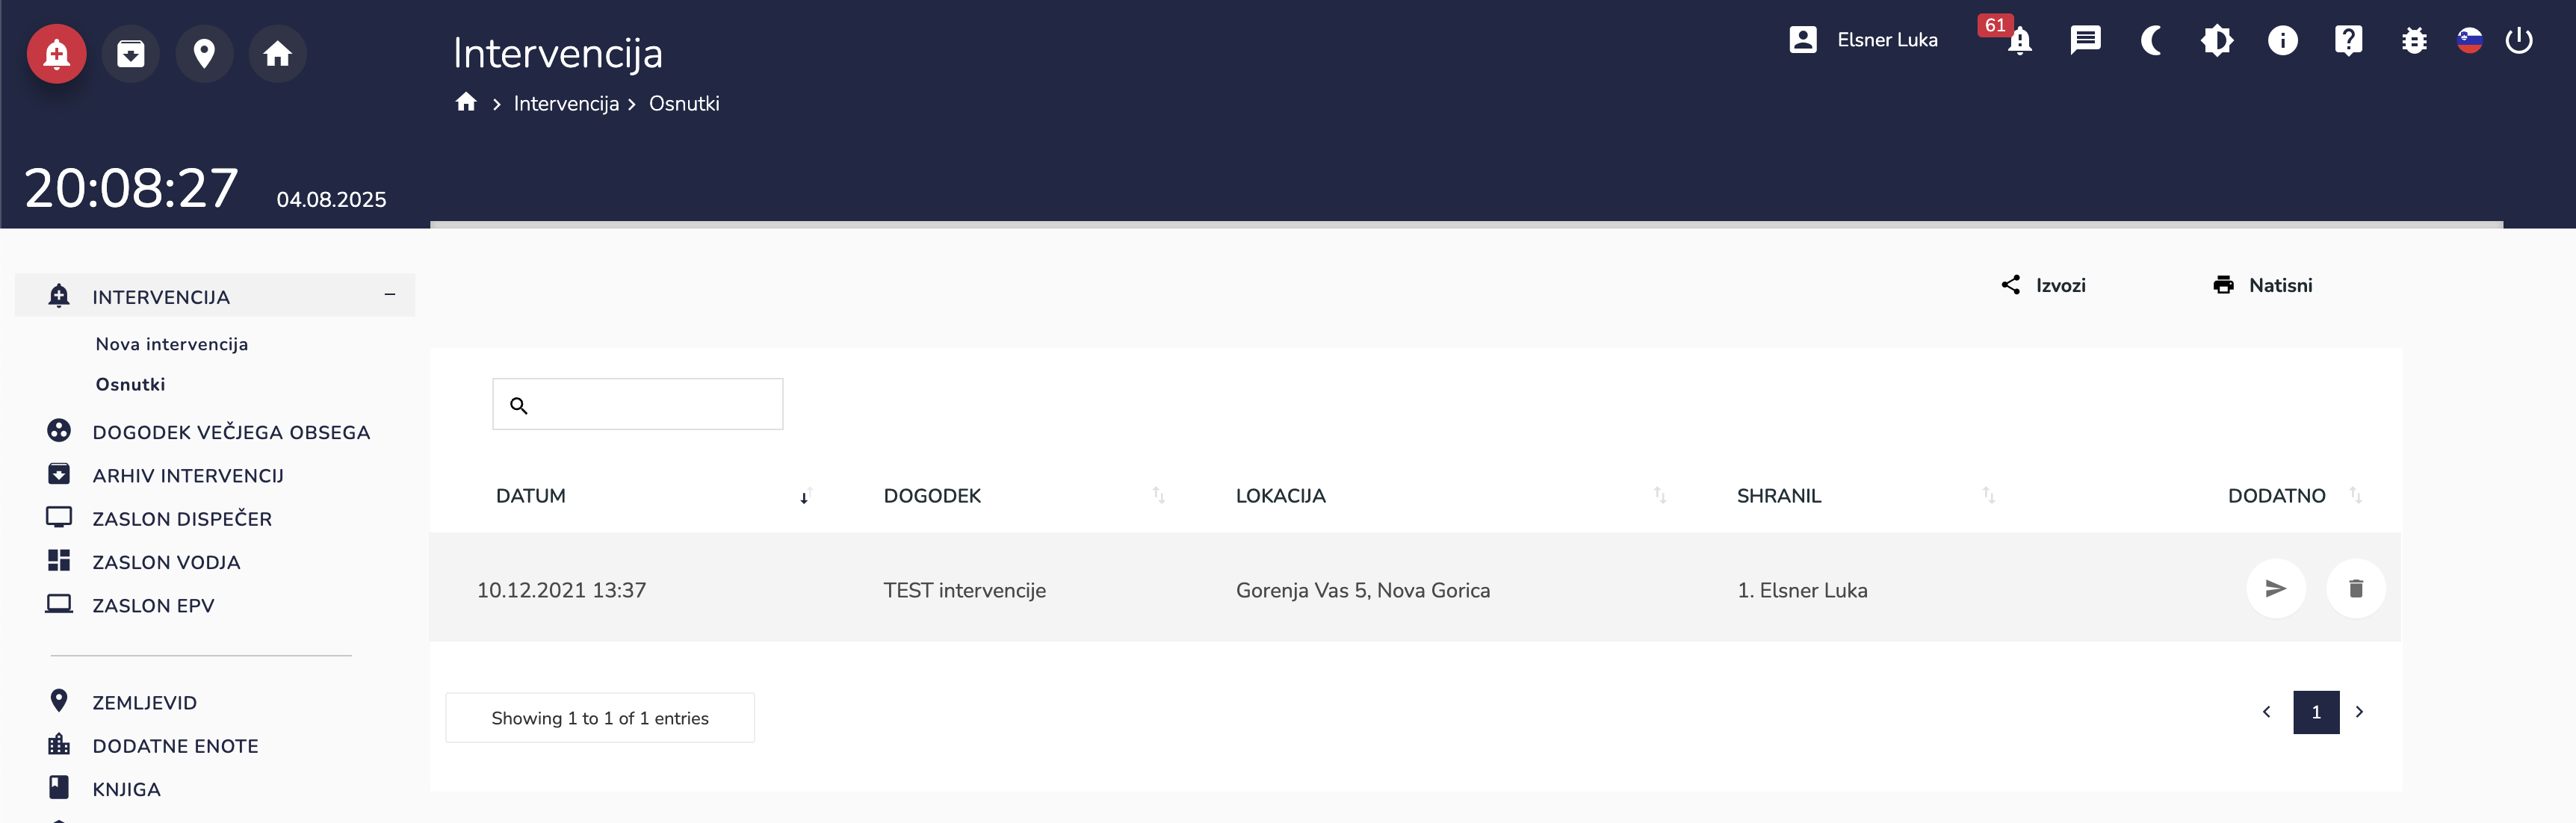 Intervencija
Elsner Luka
61
Intervencija
Osnutki
20:08:27
04.08.2025
INTERVENCIJA
Nova intervencija
Osnutki
DOGODEK VEČJEGA OBSEGA
ARHIV INTERVENCIJ
ZASLON DISPEČER
ZASLON VODJA
ZASLON EPV
ZEMLJEVID
DODATNE ENOTE
KNJIGA
Izvozi
Natisni
DATUM DOGODEK LOKACIJA SHRANIL DODATNO
10.12.2021 13:37 TEST intervencije Gorenja Vas 5, Nova Gorica 1. Elsner Luka
Showing 1 to 1 of 1 entries
1